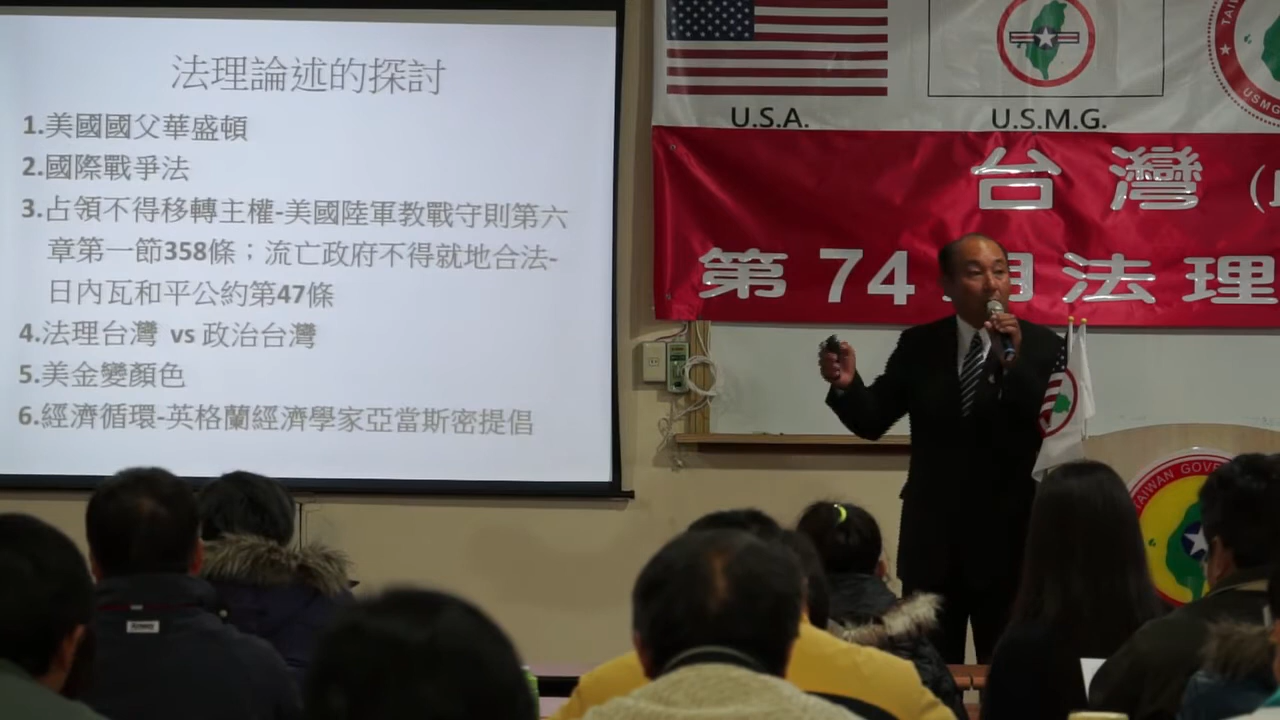 法理論述的探討
1.美國國父華盛頓
2.國際戰爭法
3.占領不得移轉主權-美國陸軍教戰守則第六
章第一節358條；流亡政府不得就地合法-
日內瓦和平公約第47條
4.法理台灣 vs 政治台灣
5.美金變顏色
6.經濟循環-英格蘭經濟學家亞當斯密提倡
U.S.A.
U.S.M.G.
台灣
第74期法理
TAIWAN GOVER